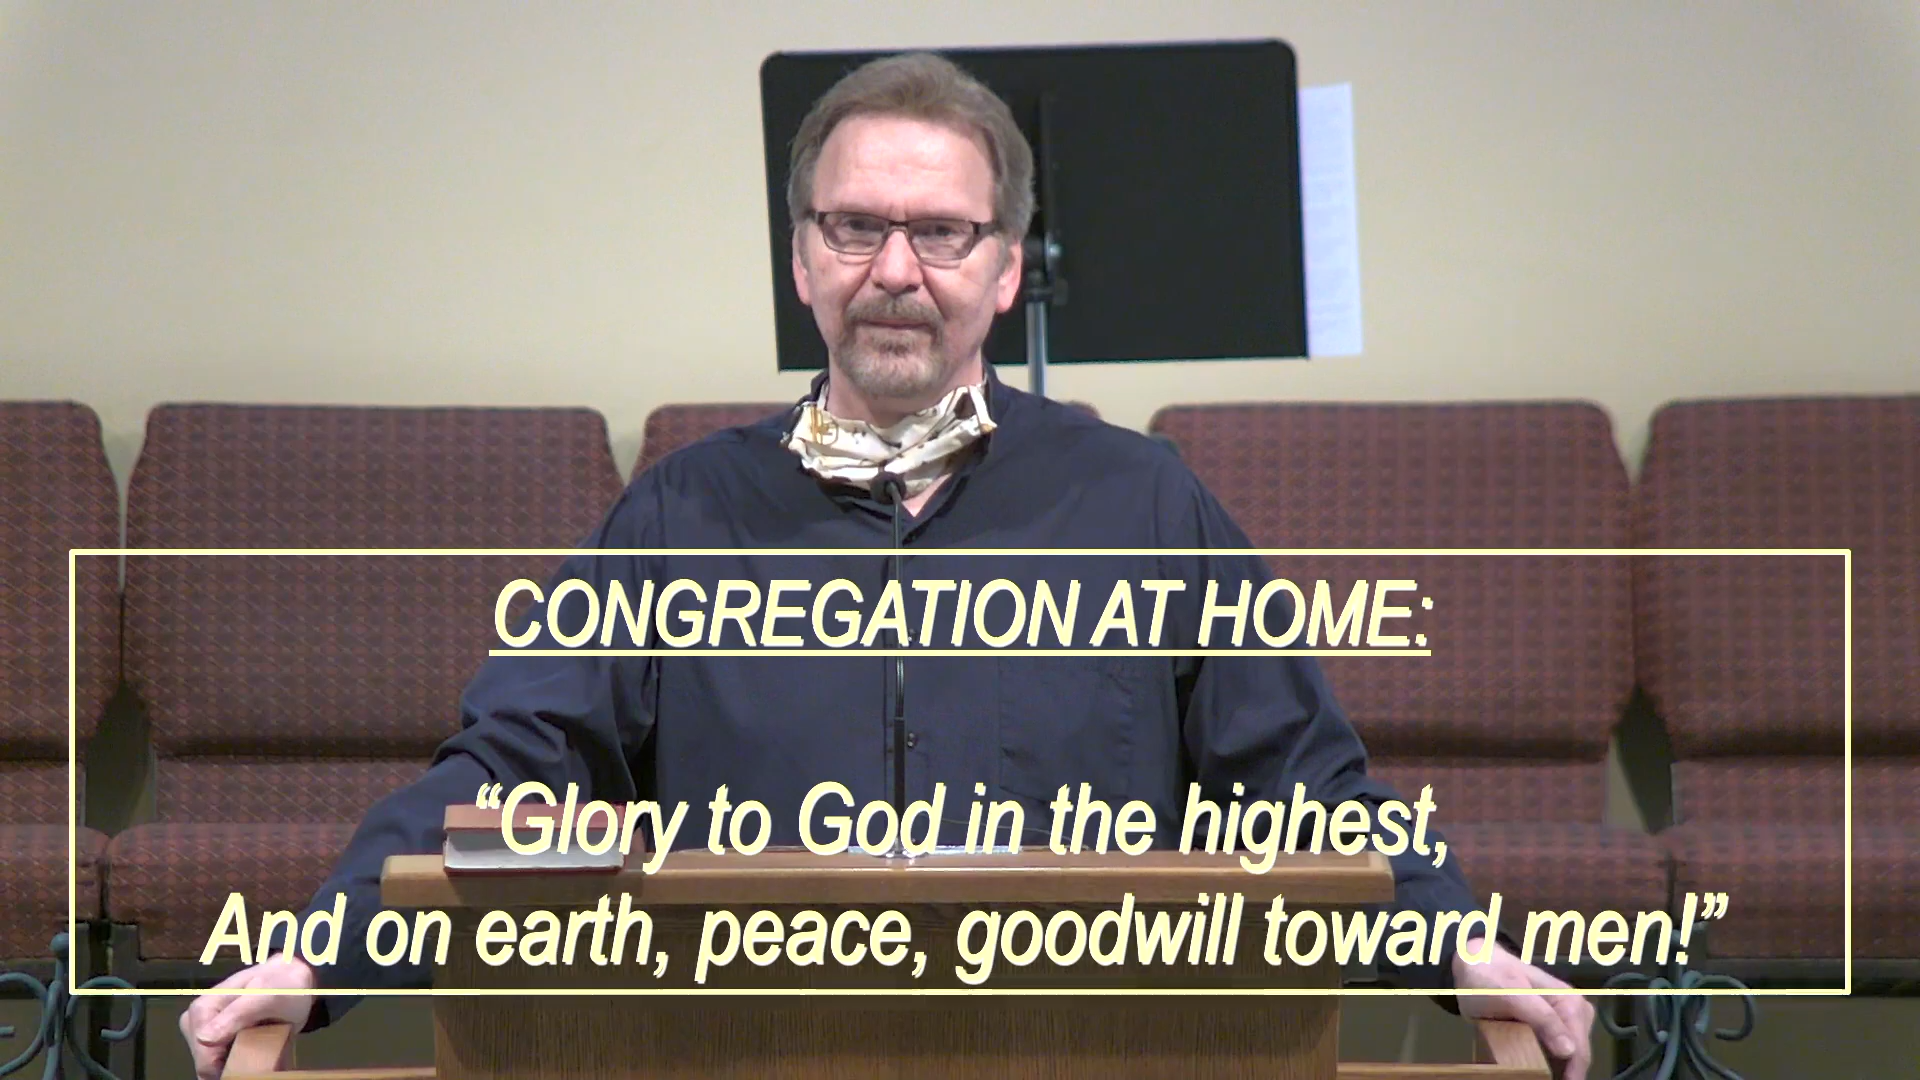 CONGREGATION AT HOME:
“Glory to God in the highest,
And on earth, peace, goodwill toward men!”